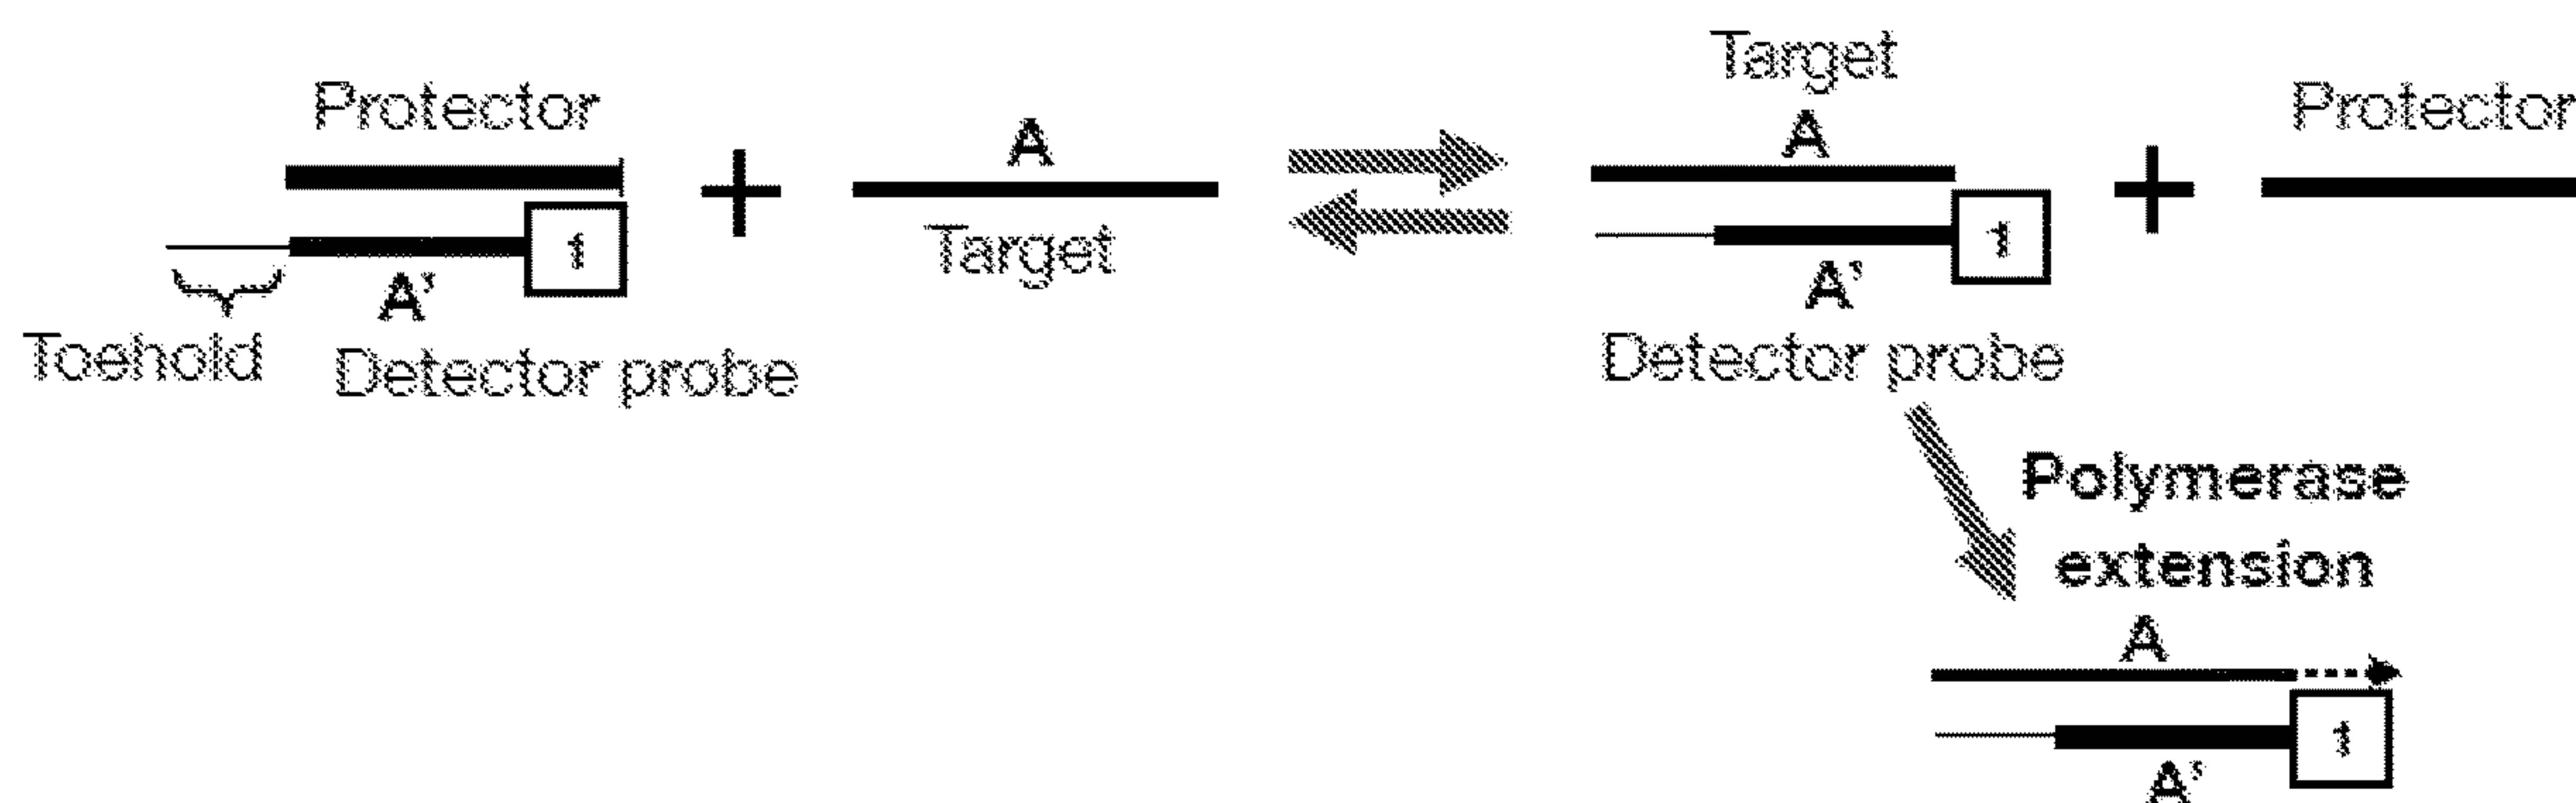 Protector
1
Toehold
A'
Detector probe
+
A
Target
Target
A
1
A'
Detector probe
+
Protector
Polymerase
extension
A
1
A'